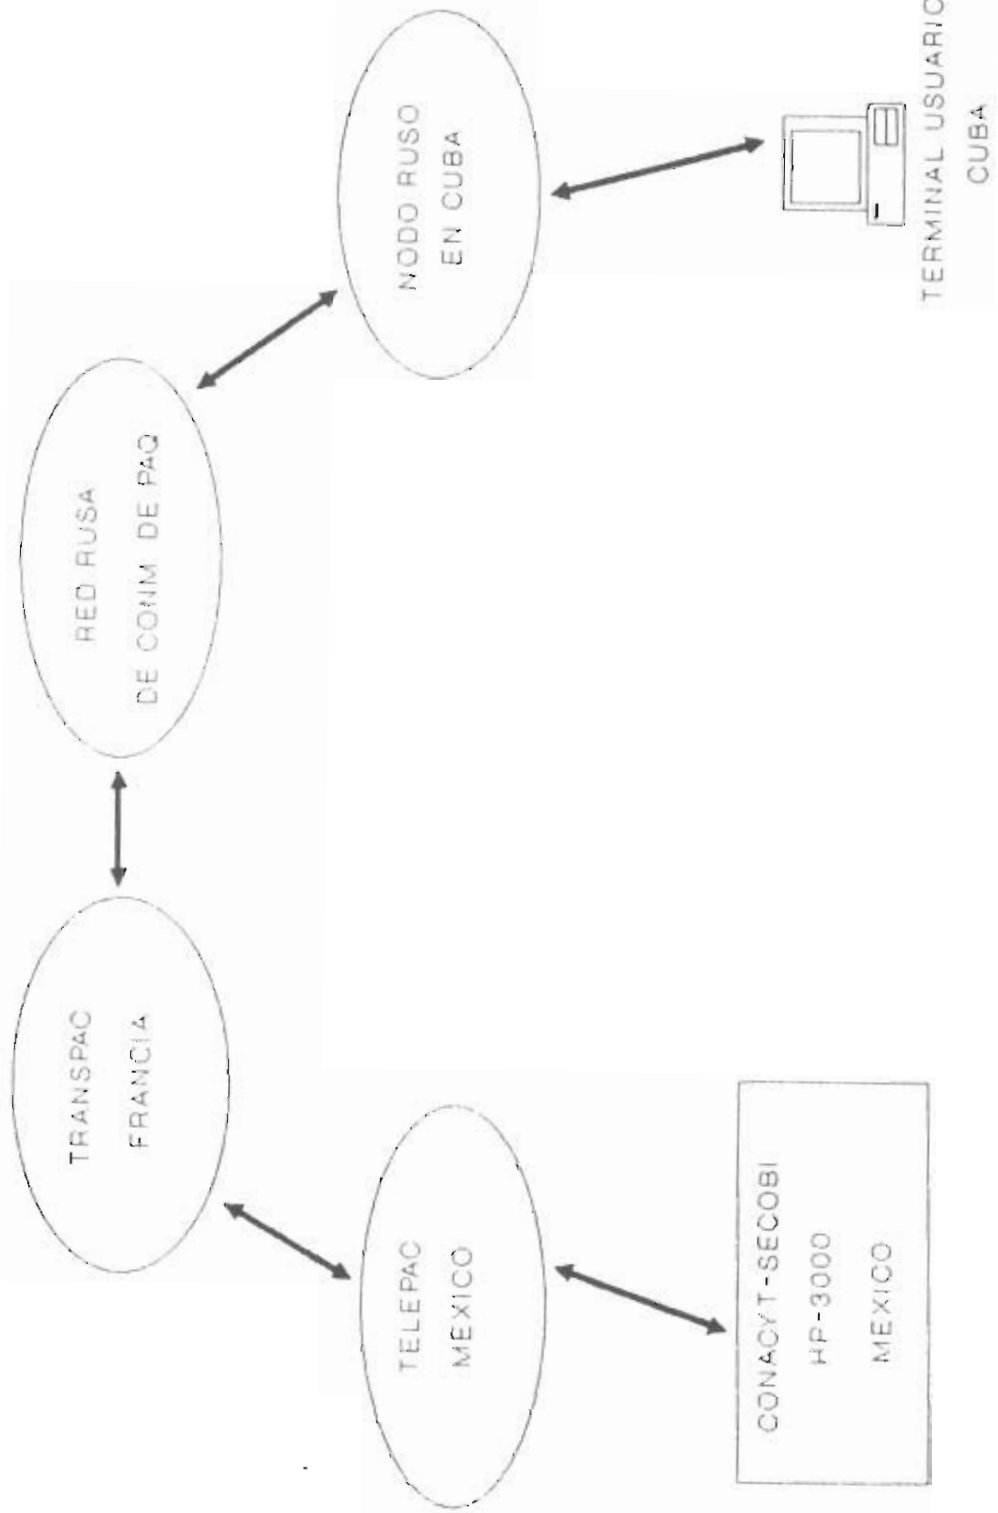 TRANSPAC
FRANCIA
RED RUSA
DE CONM. DE PAQ
TELEPAC
MEXICO
NODO RUSO
EN CUBA
CONACYT-SECOBI
HP-3000
MEXICO
TERMINAL USUARIO
CUBA